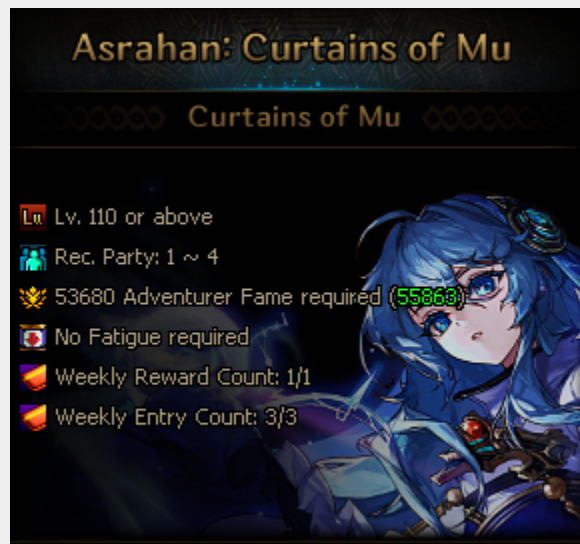 Asrahan: Curtains of Mu
Curtains of Mu
Lv. Lv. 110 or above
Rec. Party: 1 ~ 4
53680 Adventurer Fame required (55863)
No Fatigue required
Weekly Reward Count: 1/1
Weekly Entry Count: 3/3